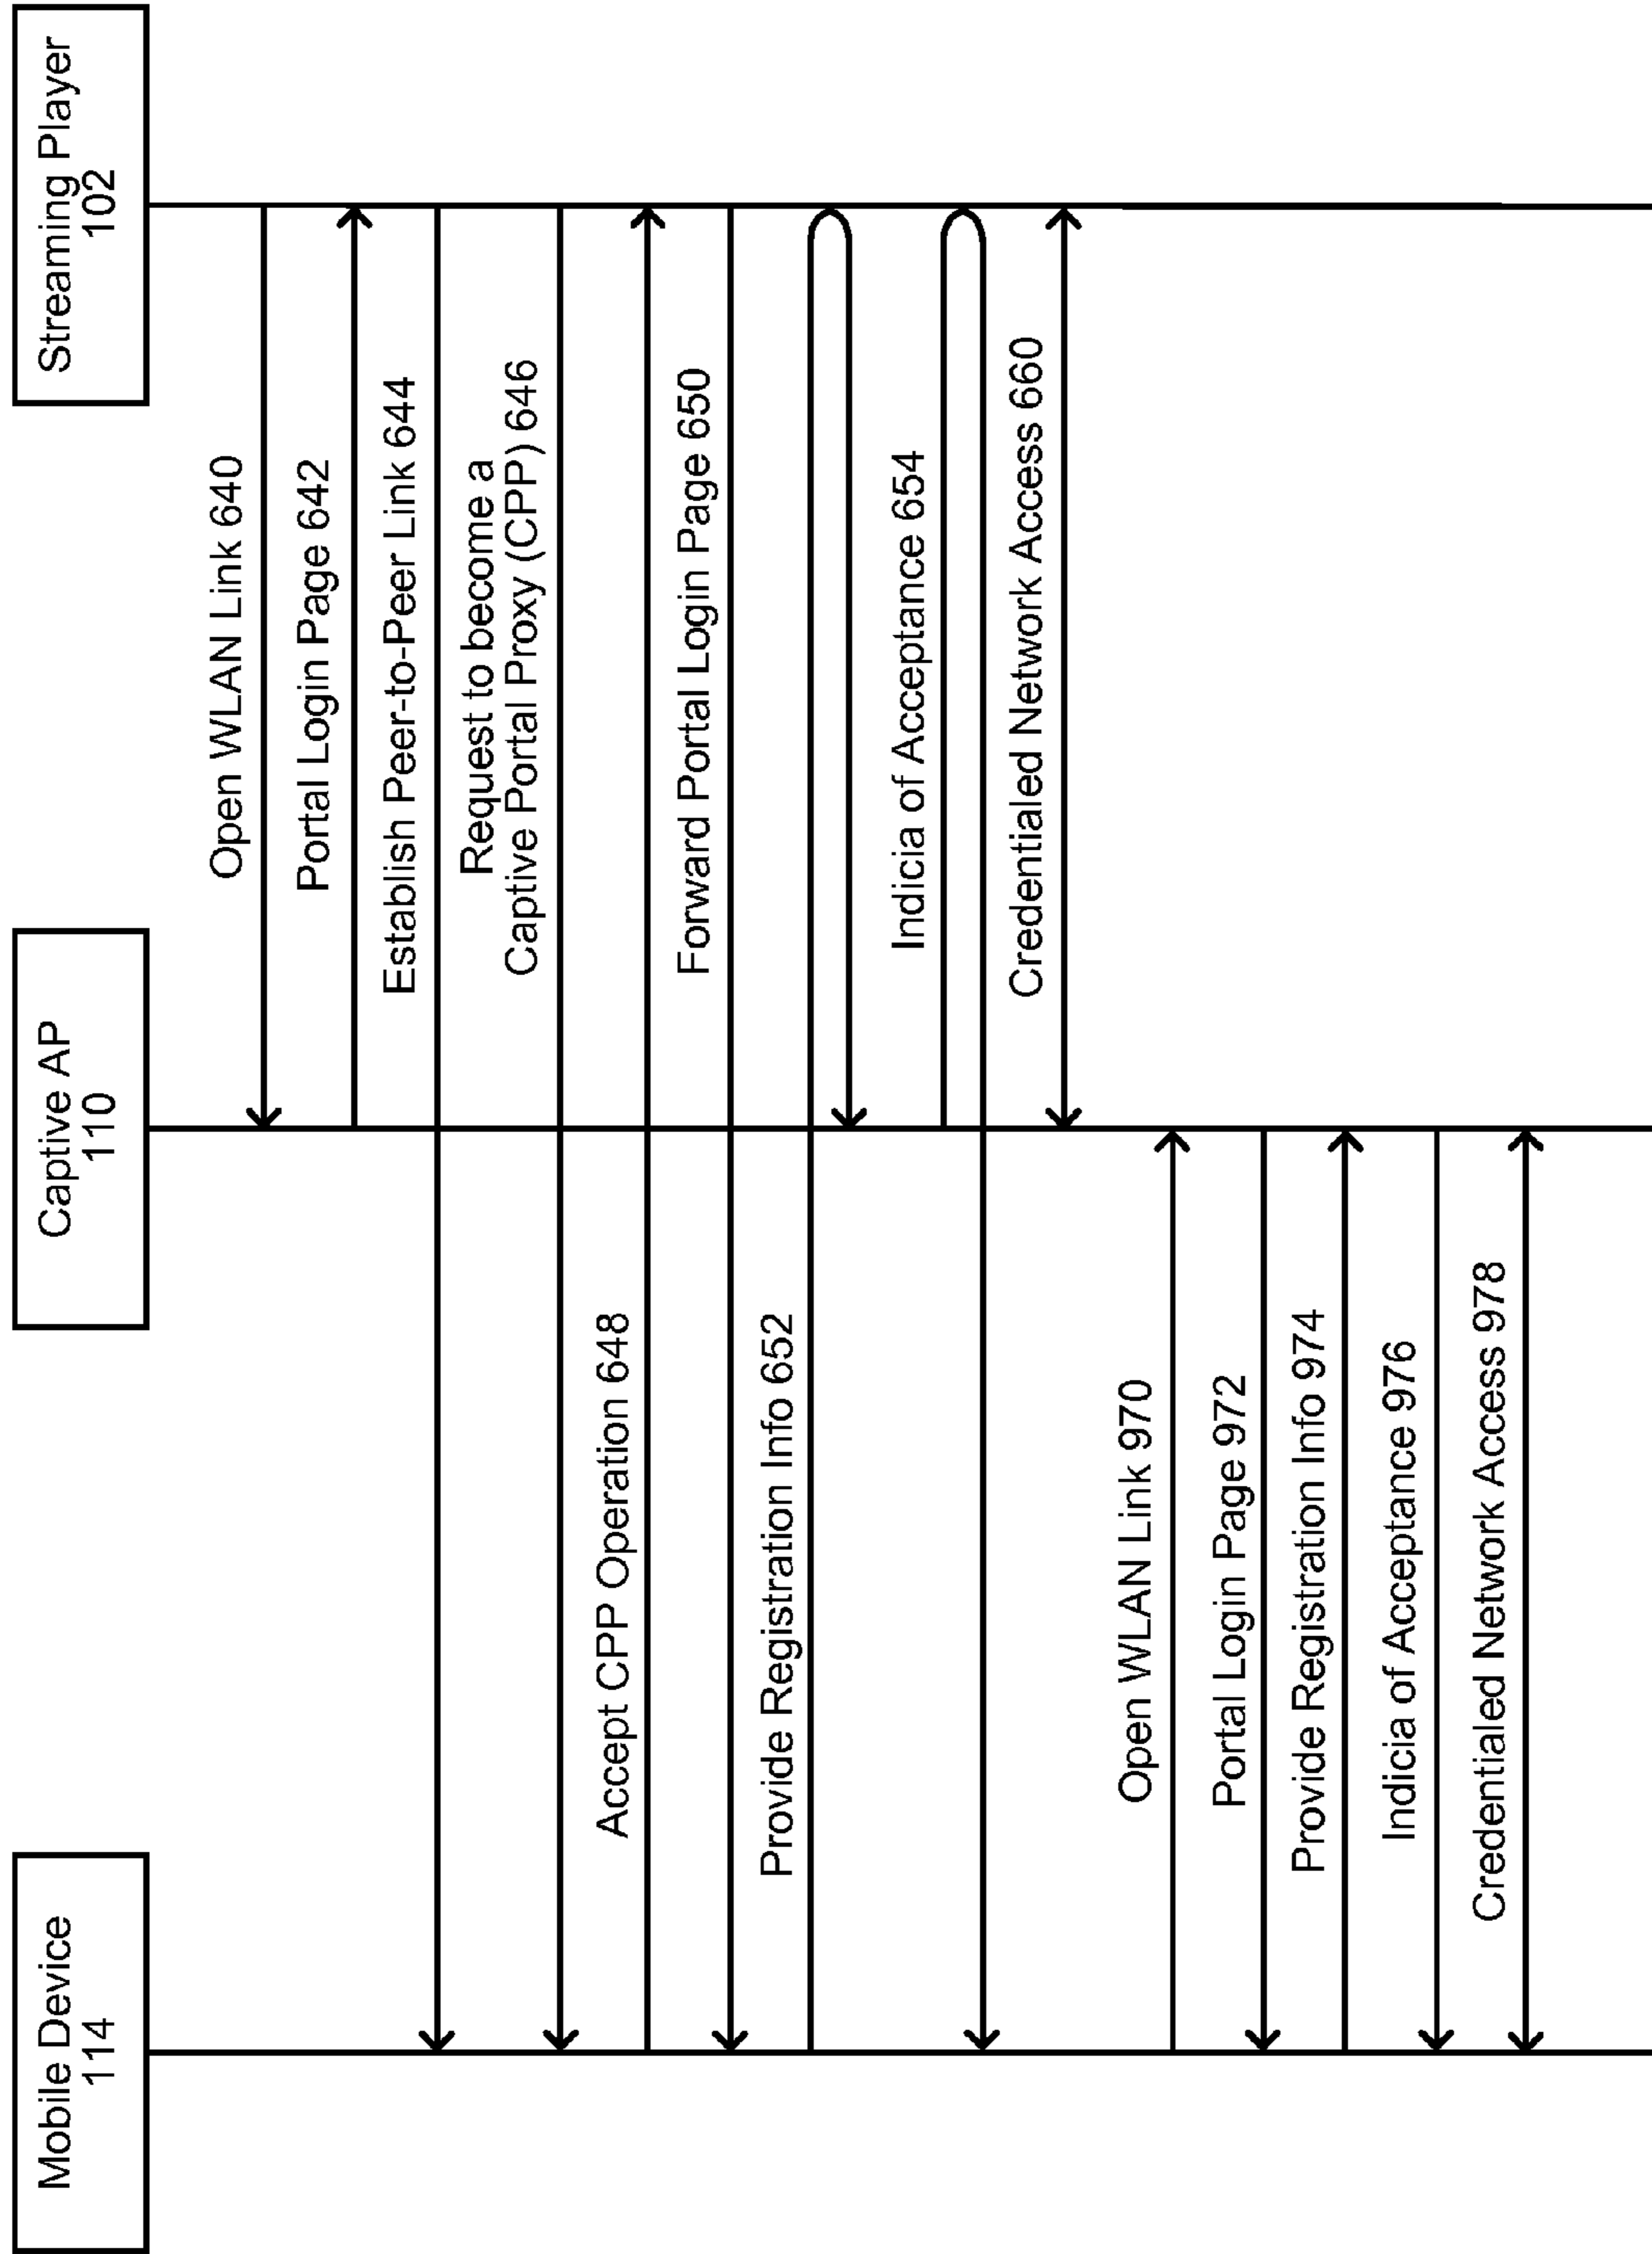 Mobile Device
114
Captive AP
110
Streaming Player
102
Open WLAN Link 640
Portal Login Page 642
Establish Peer-to-Peer Link 644
Request to become a
Captive Portal Proxy (CPP) 646
Accept CPP Operation 648
Forward Portal Login Page 650
Provide Registration Info 652
Indicia of Acceptance 654
Credentialed Network Access 660
Open WLAN Link 970
Portal Login Page 972
Provide Registration Info 974
Indicia of Acceptance 976
Credentialed Network Access 978